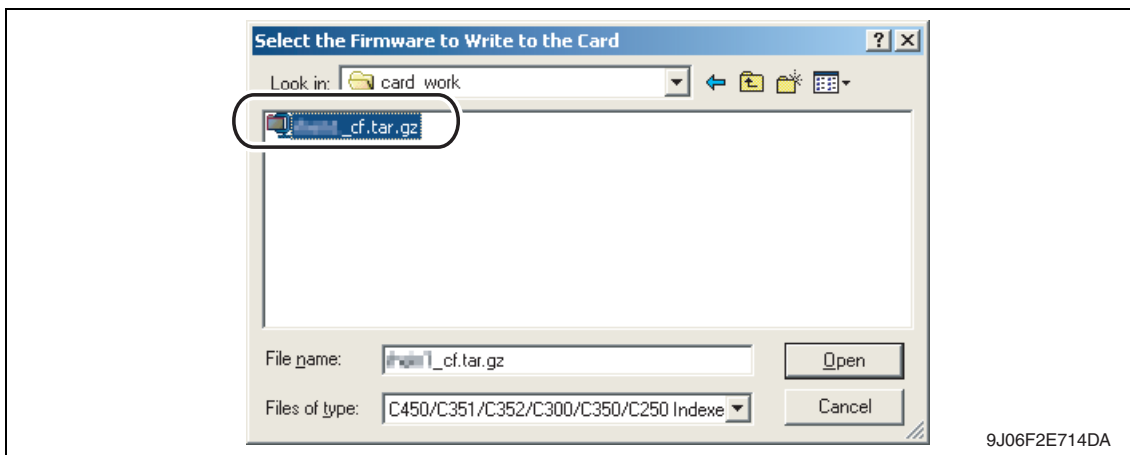 Select the Firmware to Write to the Card
Look in: card_work
_cf.tar.gz
File name: _cf.tar.gz
Open
Files of type: C450/C351/C352/C300/C350/C250 Indexe
Cancel
9J06F2E714DA